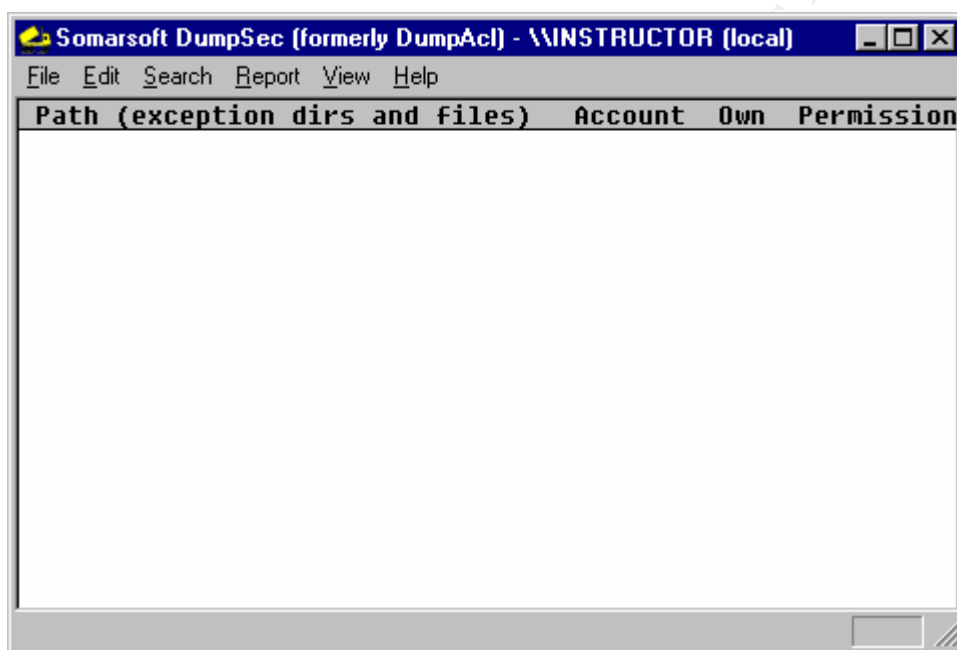 Somarsoft DumpSec (formerly DumpAcl) - \\INSTRUCTOR (local)
File Edit Search Report View Help
Path (exception dirs and files) Account Own Permission